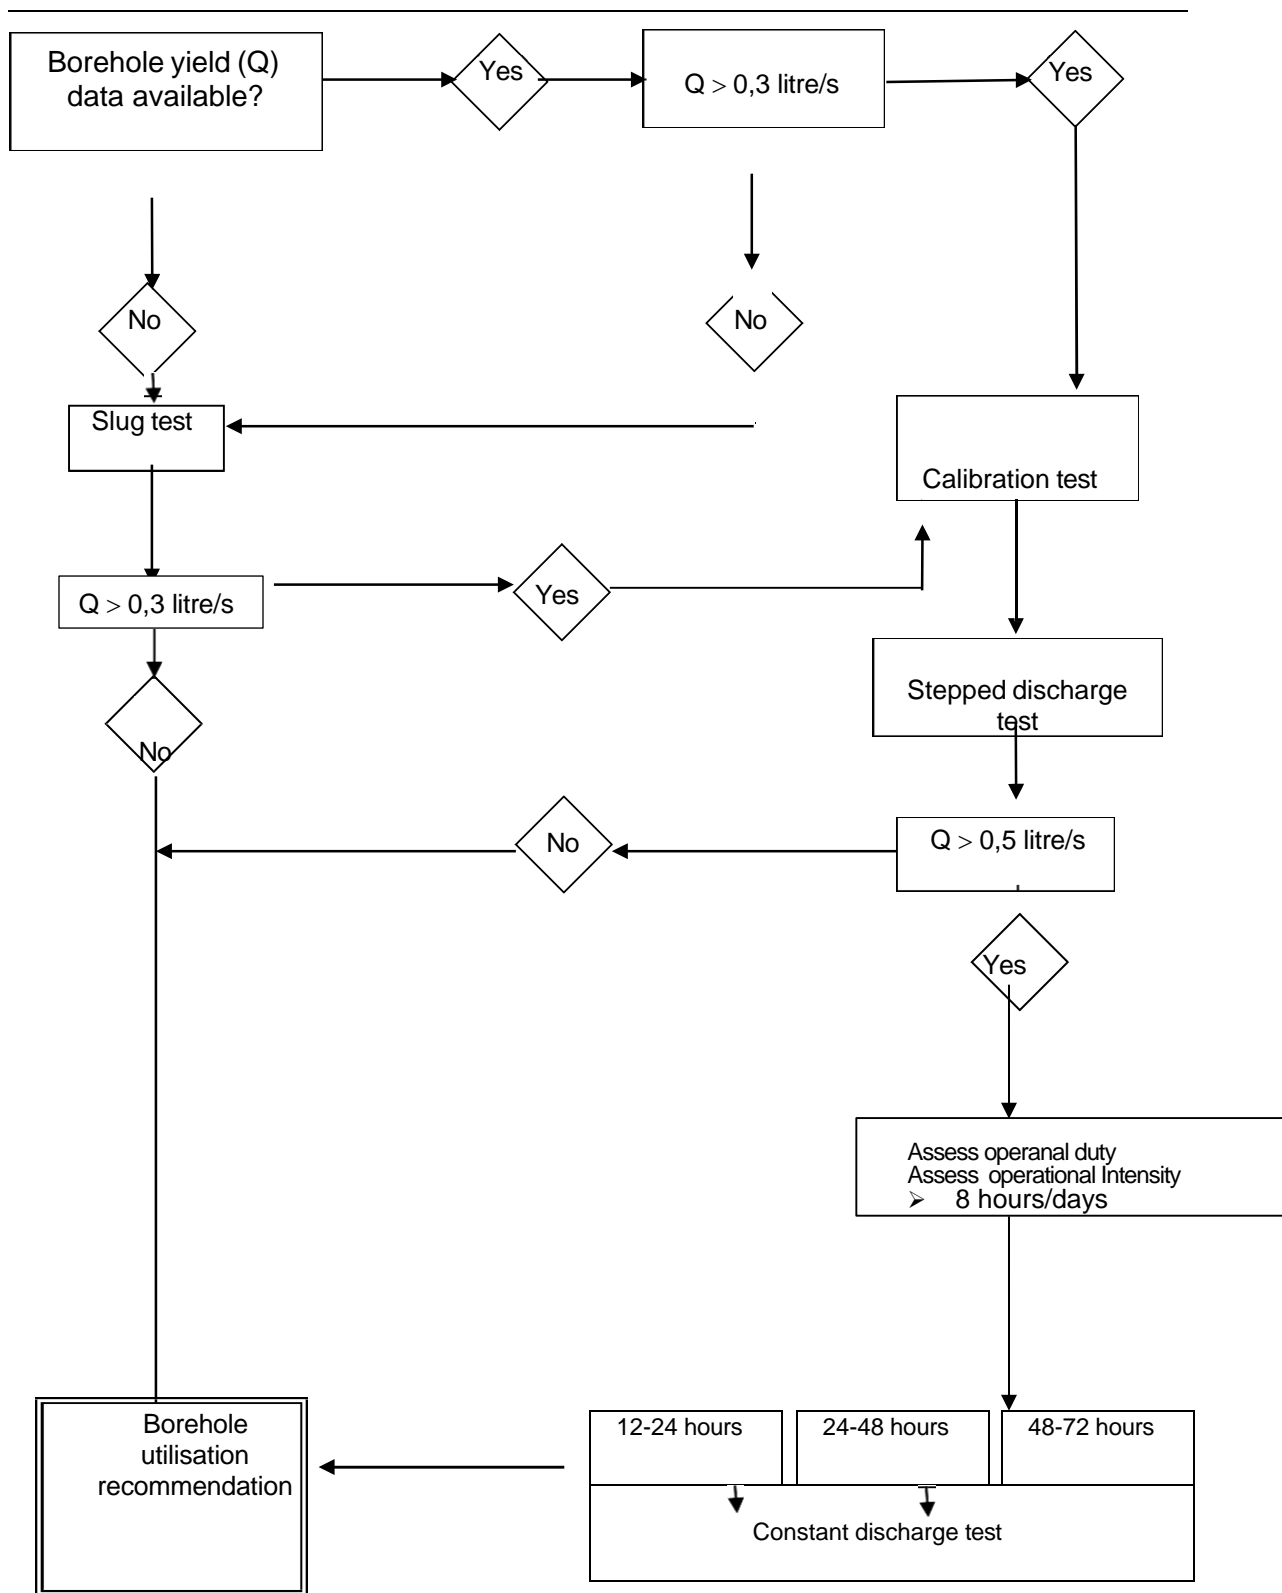 Borehole yield (Q)
data available?
Yes
Q > 0,3 litre/s
Yes
No
No
Slug test
Calibration test
Q > 0,3 litre/s
Yes
Stepped discharge
test
No
No
Q > 0,5 litre/s
Yes
Assess operanal duty
Assess operational Intensity
➢ 8 hours/days
Borehole
utilisation
recommendation
12-24 hours
24-48 hours
48-72 hours
Constant discharge test